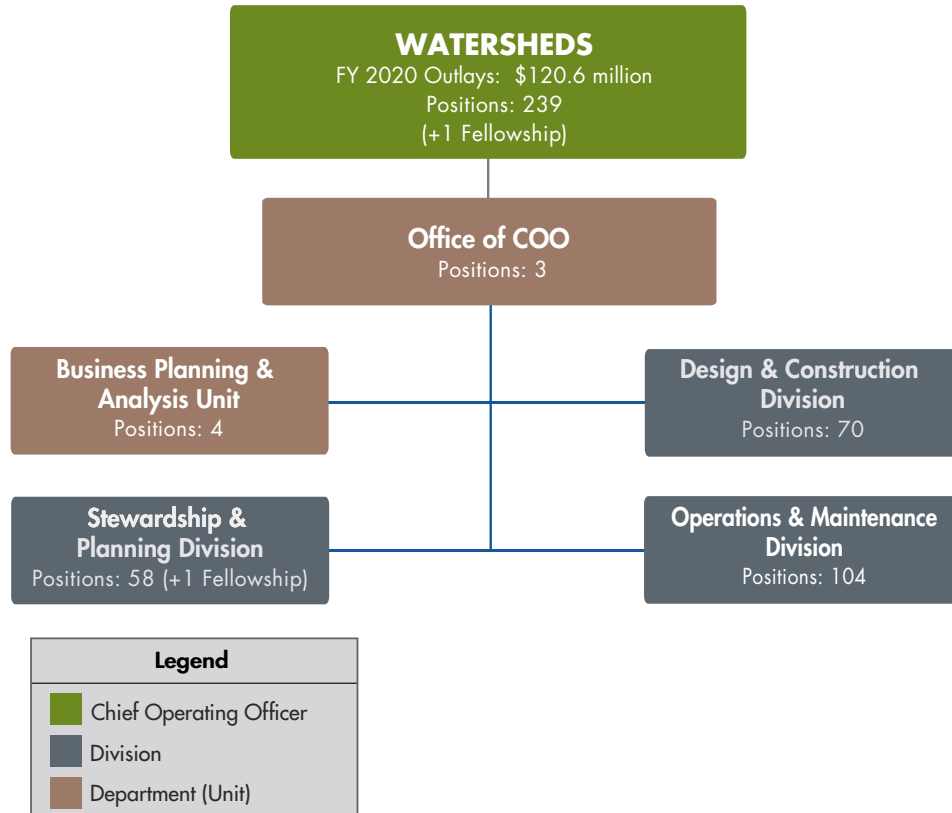 WATERSHEDS
FY 2020 Outlays: $120.6 million
Positions: 239
(+1 Fellowship)
Office of COO
Positions: 3
Business Planning &
Analysis Unit
Positions: 4
Design & Construction
Division
Positions: 70
Stewardship &
Planning Division
Positions: 58 (+1 Fellowship)
Operations & Maintenance
Division
Positions: 104
Legend
Chief Operating Officer
Division
Department (Unit)